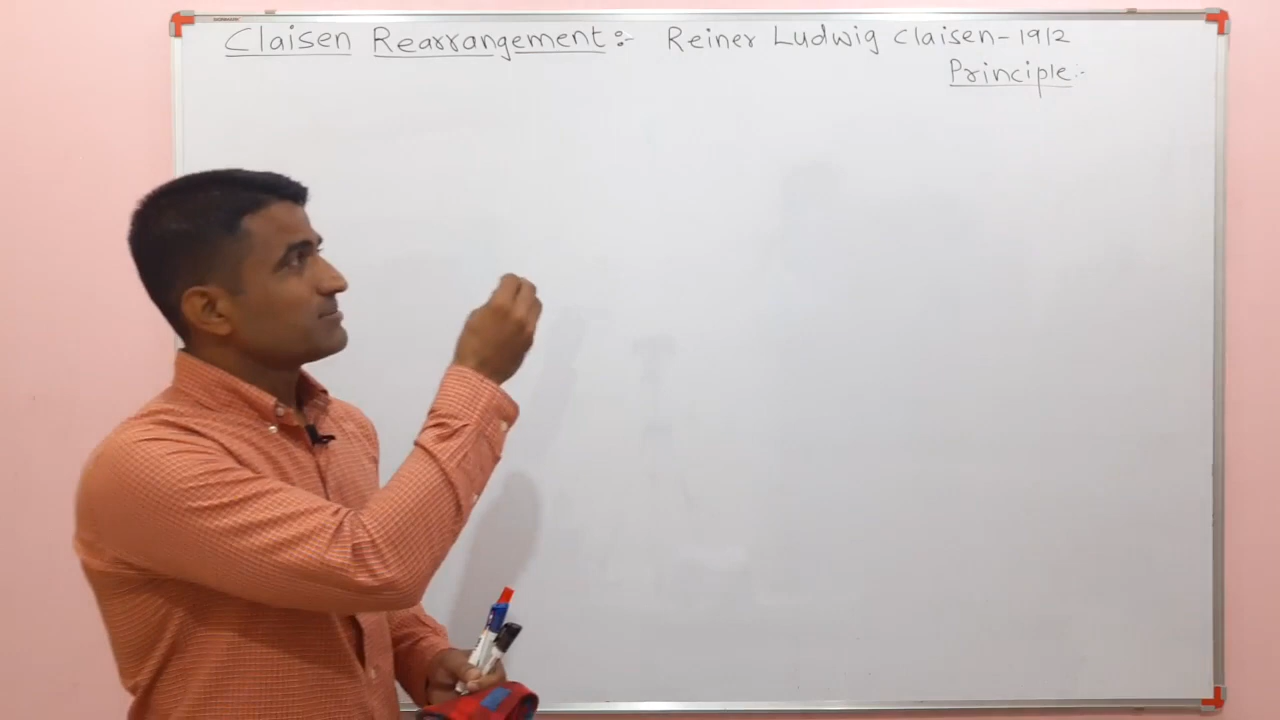 Claisen Rearrangement:- Reiner Ludwig Claisen-1912
Principle:-